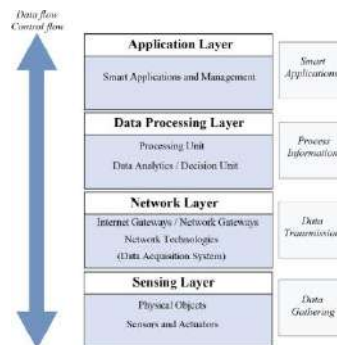 Data flow
Control flow
Application Layer
Smart Applications and Management
Smart
Applications
Data Processing Layer
Processing Unit
Data Analytics / Decision Unit
Process
Information
Network Layer
Internet Gateways / Network Gateways
Network Technologies
(Data Acquisition System)
Data
Transmission
Sensing Layer
Physical Objects
Sensors and Actuators
Data
Gathering